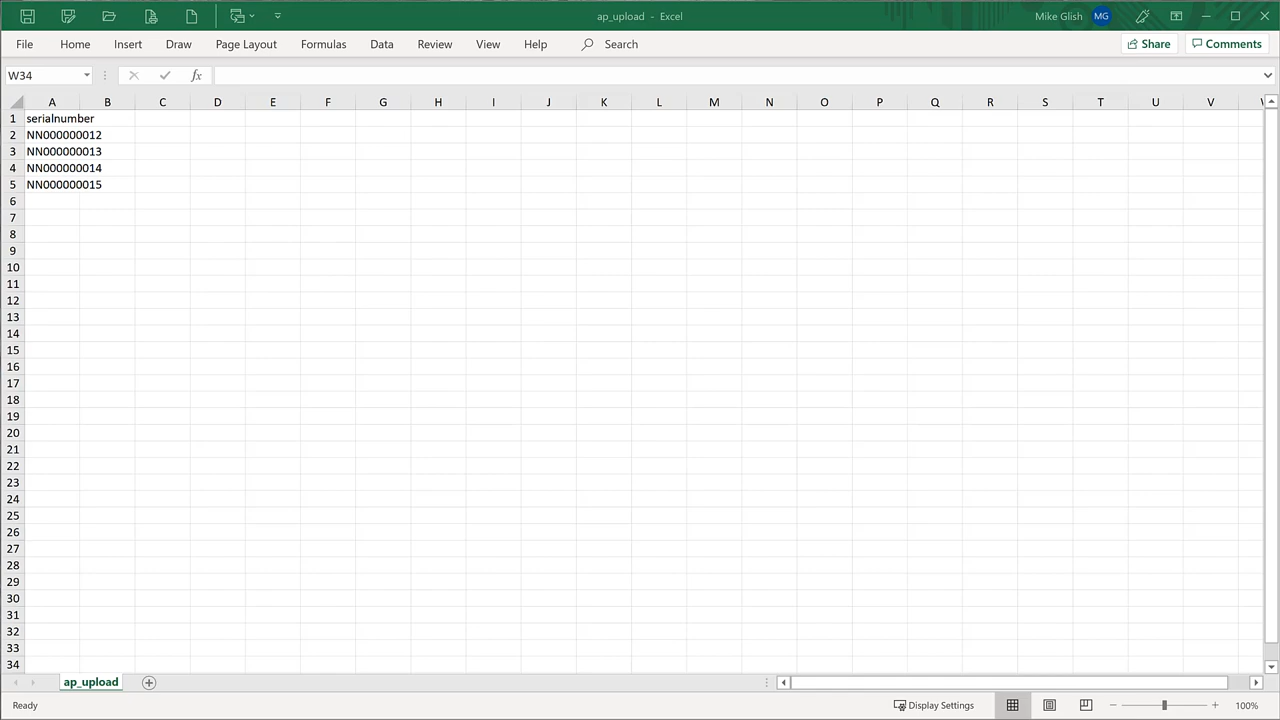 ap_upload - Excel
Mike Glish MG
File Home Insert Draw Page Layout Formulas Data Review View Help Search Share Comments
W34 fx
A B C D E F G H I J K L M N O P Q R S T U V
1 serialnumber
2 NN000000012
3 NN000000013
4 NN000000014
5 NN000000015
6
7
8
9
10
11
12
13
14
15
16
17
18
19
20
21
22
23
24
25
26
27
28
29
30
31
32
33
34
ap_upload
Ready Display Settings 100%